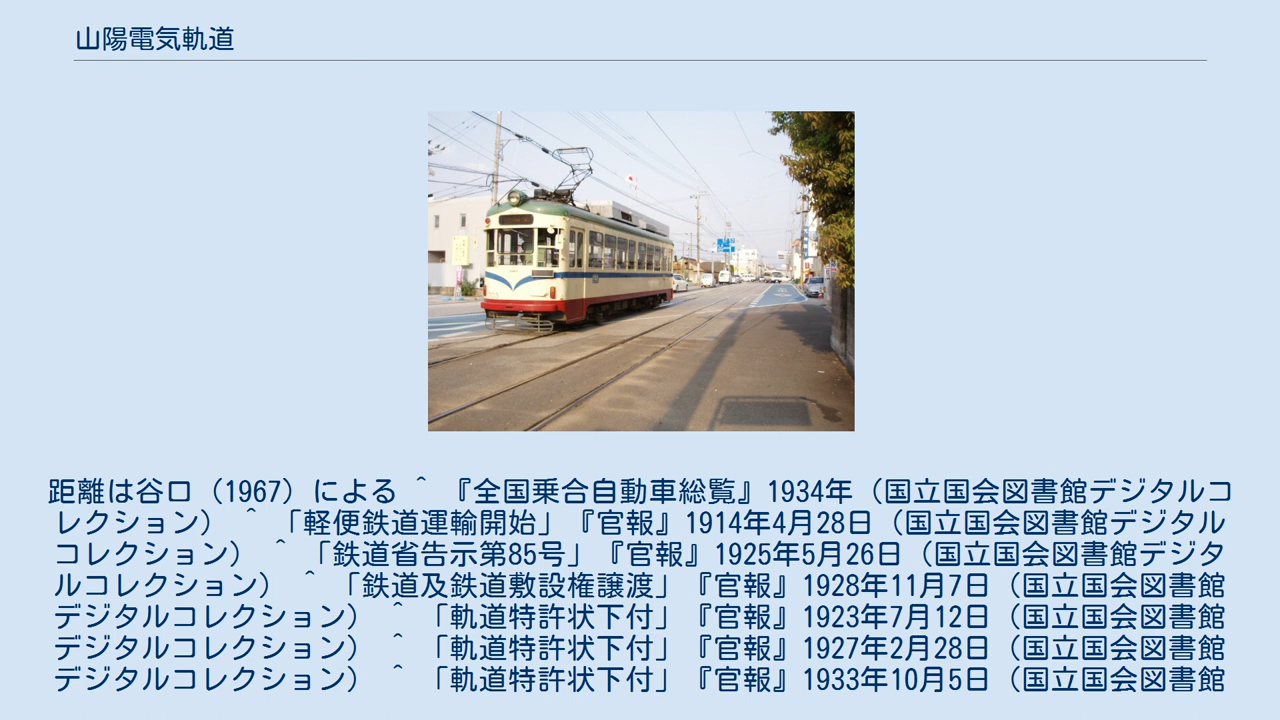 山陽電気軌道
距離は谷口（1967）による ^ 『全国乗合自動車総覧』1934年（国立国会図書館デジタルコ
レクション） ^ 「軽便鉄道運輸開始」『官報』1914年4月28日（国立国会図書館デジタル
コレクション） ^ 「鉄道省告示第85号」『官報』1925年5月26日（国立国会図書館デジタ
ルコレクション） ^ 「鉄道及鉄道敷設権譲渡」『官報』1928年11月7日（国立国会図書館
デジタルコレクション） ^ 「軌道特許状下付」『官報』1923年7月12日（国立国会図書館
デジタルコレクション） ^ 「軌道特許状下付」『官報』1927年2月28日（国立国会図書館
デジタルコレクション） ^ 「軌道特許状下付」『官報』1933年10月5日（国立国会図書館